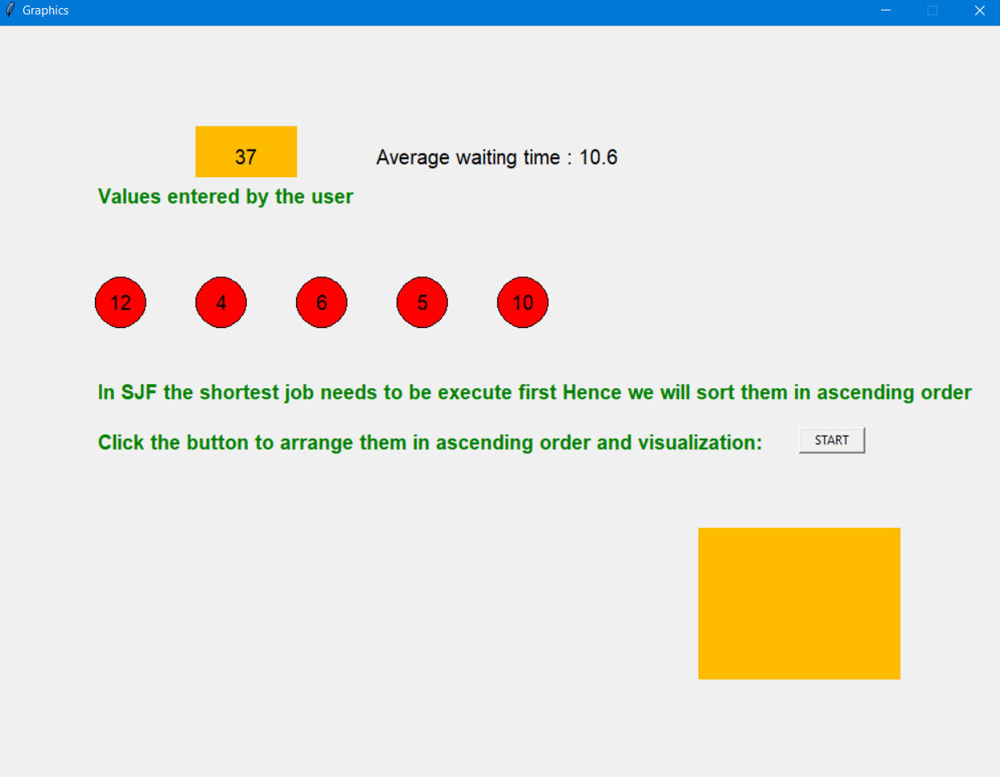 Graphics
37 Average waiting time : 10.6
Values entered by the user
12 4 6 5 10
In SJF the shortest job needs to be execute first Hence we will sort them in ascending order
Click the button to arrange them in ascending order and visualization: START